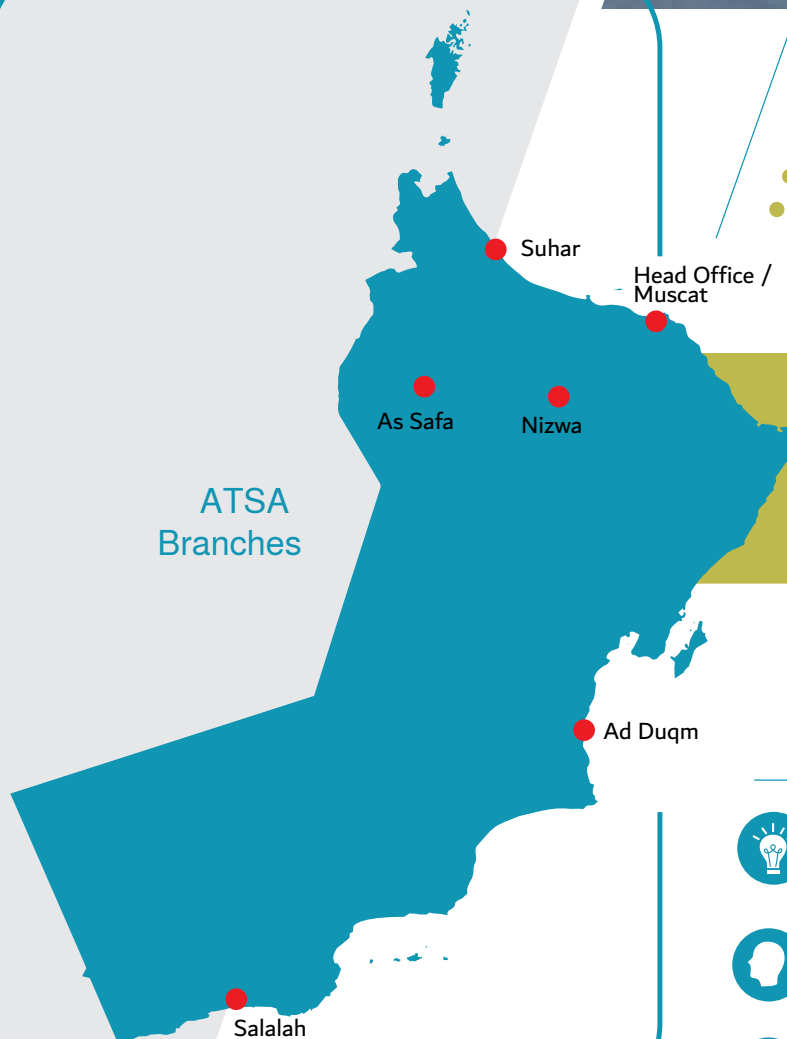 Suhar
Head Office /
Muscat
As Safa
Nizwa
ATSA
Branches
Ad Duqm
Salalah